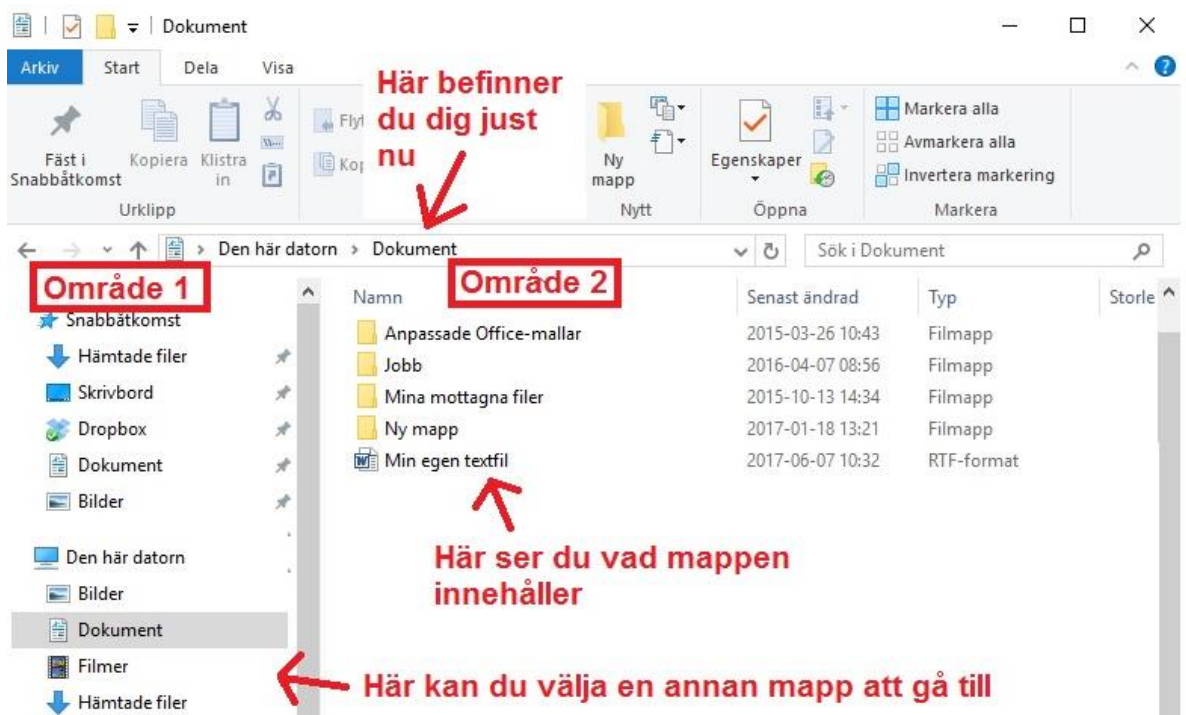 Dokument
Arkiv Start Dela Visa
Här befinner
du dig just
nu
Fäst i
Snabbåtkomst
Kopiera
Klistra
in
Urklipp
Ny
mapp
Nytt
Egenskaper
Öppna
Markera alla
Avmarkera alla
Invertera markering
Markera
Den här datorn Dokument
Sök i Dokument
Område 1
Område 2
Snabbåtkomst
Hämtade filer
Skrivbord
Dropbox
Dokument
Bilder
Den här datorn
Bilder
Dokument
Filmer
Hämtade filer
Namn Senast ändrad Typ Storle
Anpassade Office-mallar 2015-03-26 10:43 Filmapp
Jobb 2016-04-07 08:56 Filmapp
Mina mottagna filer 2015-10-13 14:34 Filmapp
Ny mapp 2017-01-18 13:21 Filmapp
Min egen textfil 2017-06-07 10:32 RTF-format
Här ser du vad mappen
innehåller
Här kan du välja en annan mapp att gå till